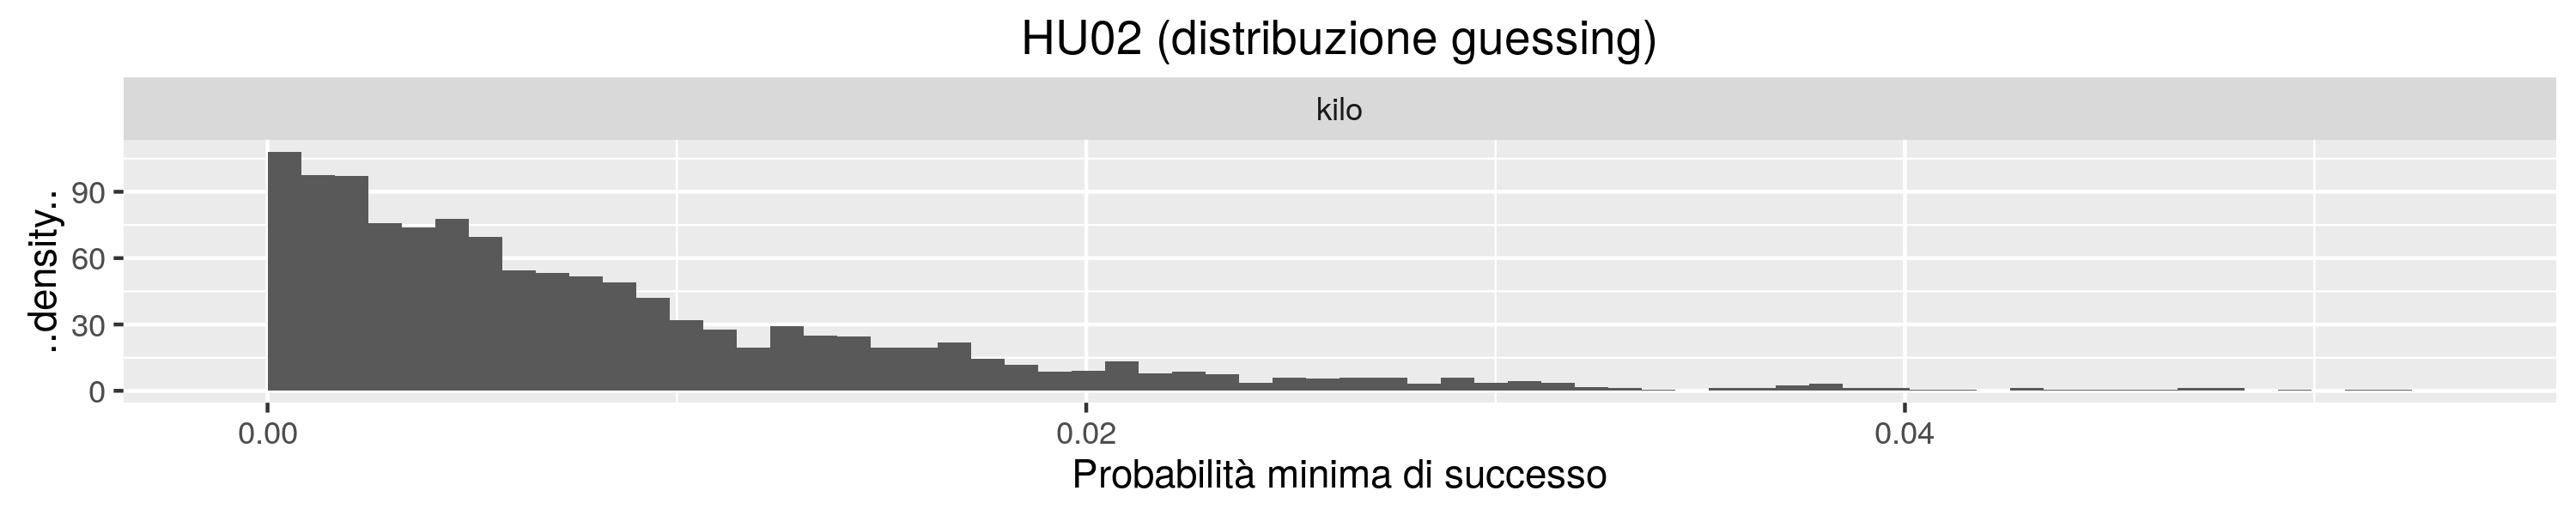 HU02 (distribuzione guessing)
kilo
..density..
90
60
30
0
0.00
0.02
0.04
Probabilità minima di successo